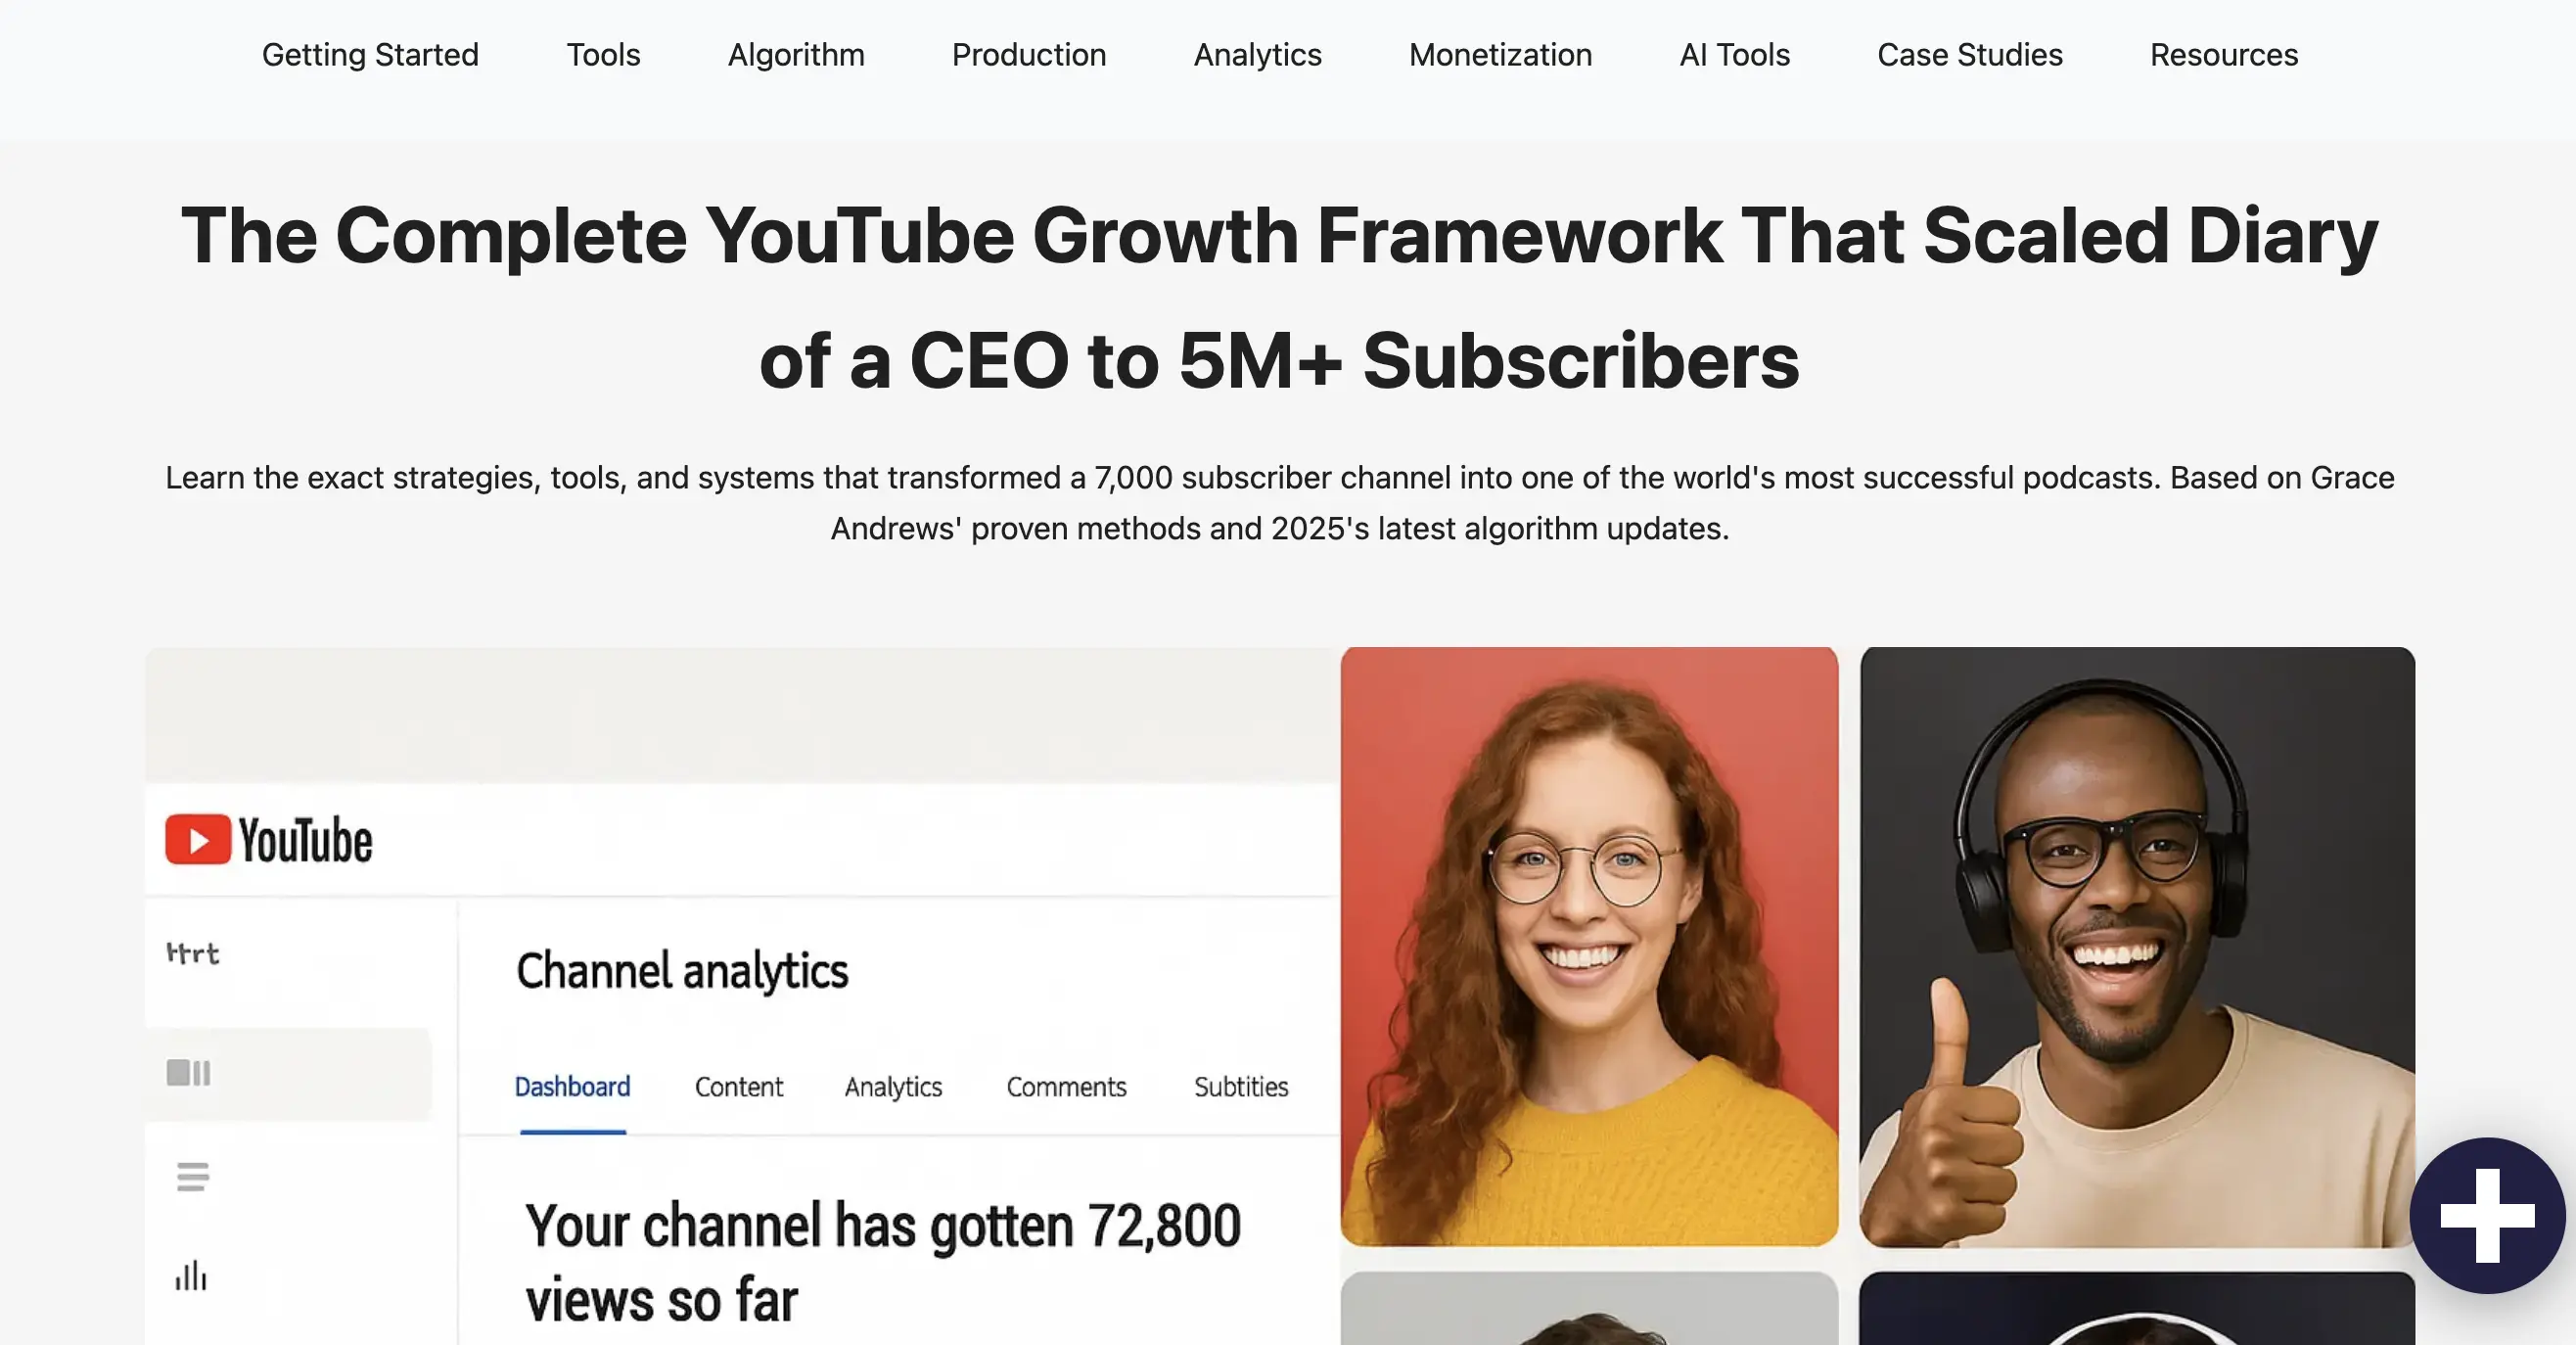 Getting Started Tools Algorithm Production Analytics Monetization AI Tools Case Studies Resources
The Complete YouTube Growth Framework That Scaled Diary
of a CEO to 5M+ Subscribers
Learn the exact strategies, tools, and systems that transformed a 7,000 subscriber channel into one of the world's most successful podcasts. Based on Grace
Andrews' proven methods and 2025's latest algorithm updates.
YouTube
Channel analytics
Dashboard Content Analytics Comments Subtities
Your channel has gotten 72,800
views so far